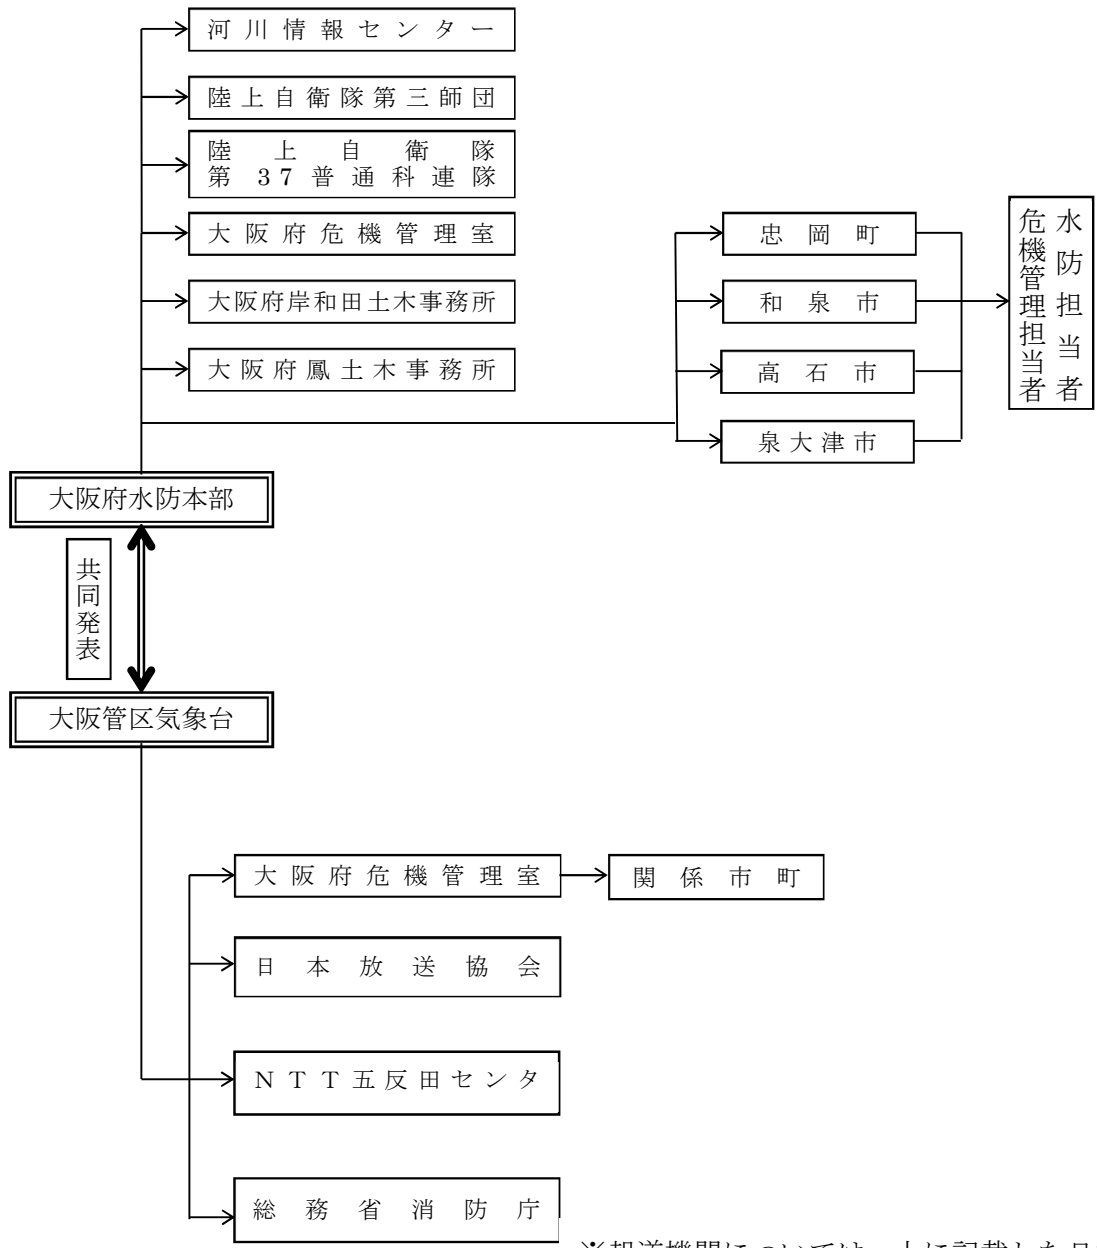 河川情報センター
陸上自衛隊第三師団
陸上自衛隊
第37普通科連隊
大阪府危機管理室
大阪府岸和田土木事務所
大阪府鳳土木事務所
忠岡町
和泉市
高石市
泉大津市
水防担当者
危機管理担当者
大阪府水防本部
共同発表
大阪管区気象台
大阪府危機管理室
関係市町
日本放送協会
NTT五反田センタ
総務省消防庁